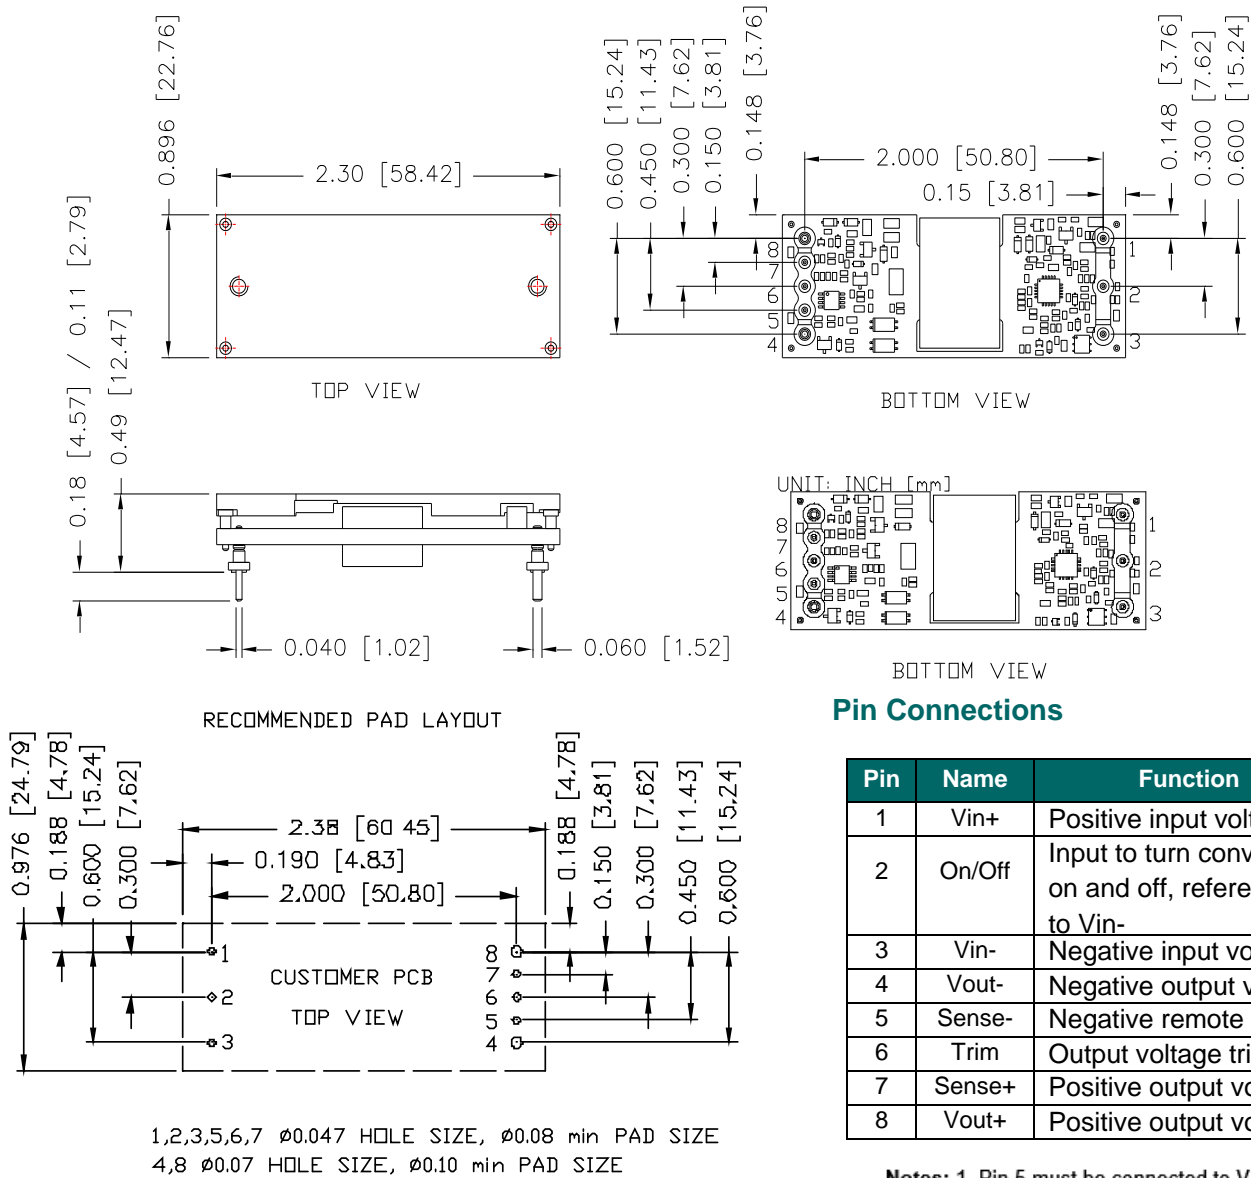 0.896 [22.76]
2.30 [58.42]
TOP VIEW
0.600 [15.24]
0.450 [11.43]
0.300 [7.62]
0.150 [3.81]
0.148 [3.76]
2.000 [50.80]
0.15 [3.81]
0.148 [3.76]
0.300 [7.62]
0.600 [15.24]
8
7
6
5
4
1
2
3
BOTTOM VIEW
0.18 [4.57] / 0.11 [2.79]
0.49 [12.47]
0.040 [1.02]
0.060 [1.52]
UNIT: INCH [mm]
8
7
6
5
4
1
2
3
BOTTOM VIEW
RECOMMENDED PAD LAYOUT
0.976 [24.79]
0.188 [4.78]
0.600 [15.24]
0.300 [7.62]
2.38 [60 45]
0.190 [4.83]
2.000 [50.80]
0.188 [4.78]
0.150 [3.81]
0.300 [7.62]
0.450 [11.43]
0.600 [15.24]
1
2
3
8
7
6
5
4
CUSTOMER PCB
TOP VIEW
1,2,3,5,6,7 ø0.047 HOLE SIZE, ø0.08 min PAD SIZE
4,8 ø0.07 HOLE SIZE, ø0.10 min PAD SIZE
Pin Connections
Pin Name Function
1 Vin+ Positive input vol
2 On/Off Input to turn conv
on and off, refere
to Vin-
3 Vin- Negative input vo
4 Vout- Negative output v
5 Sense- Negative remote
6 Trim Output voltage tri
7 Sense+ Positive output vo
8 Vout+ Positive output vo
Notes: 1. Pin 5 must be connected to V